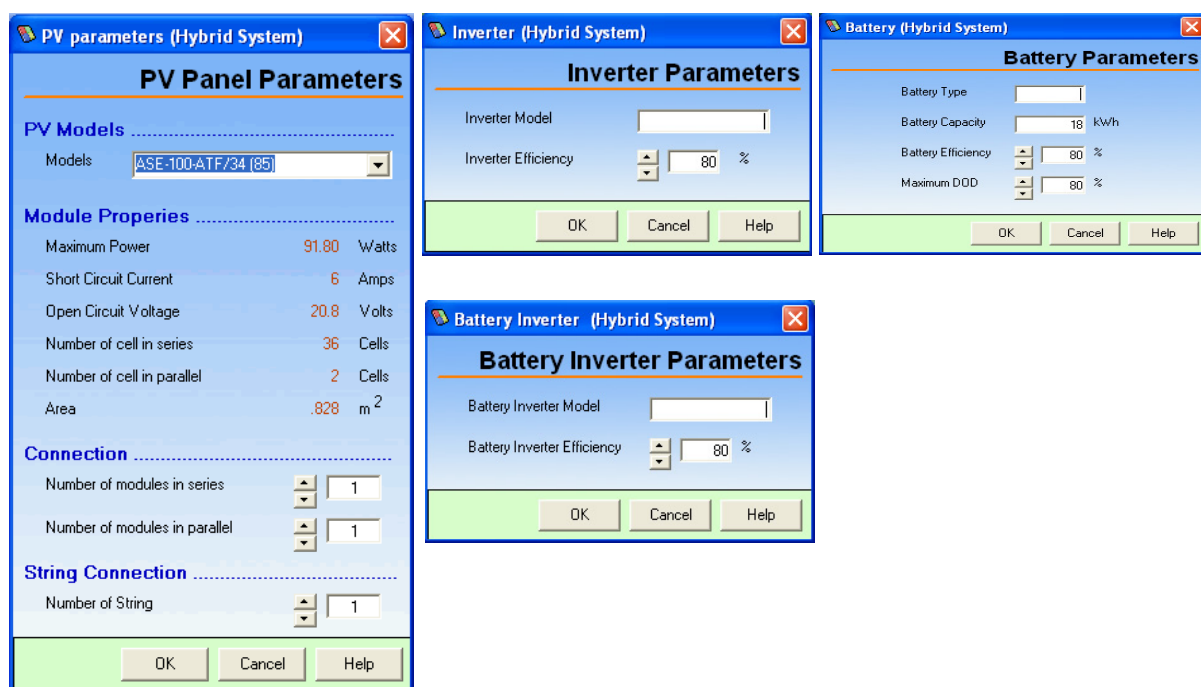 PV parameters (Hybrid System)
PV Panel Parameters
PV Models
Models ASE-100-ATF/34 (85)
Module Properies
Maximum Power 91.80 Watts
Short Circuit Current 6 Amps
Open Circuit Voltage 20.8 Volts
Number of cell in series 36 Cells
Number of cell in parallel 2 Cells
Area .828 m 2
Connection
Number of modules in series 1
Number of modules in parallel 1
String Connection
Number of String 1
OK Cancel Help
Inverter (Hybrid System)
Inverter Parameters
Inverter Model
Inverter Efficiency 80 %
OK Cancel Help
Battery (Hybrid System)
Battery Parameters
Battery Type
Battery Capacity 18 kWh
Battery Efficiency 80 %
Maximum DOD 80 %
OK Cancel Help
Battery Inverter (Hybrid System)
Battery Inverter Parameters
Battery Inverter Model
Battery Inverter Efficiency 80 %
OK Cancel Help